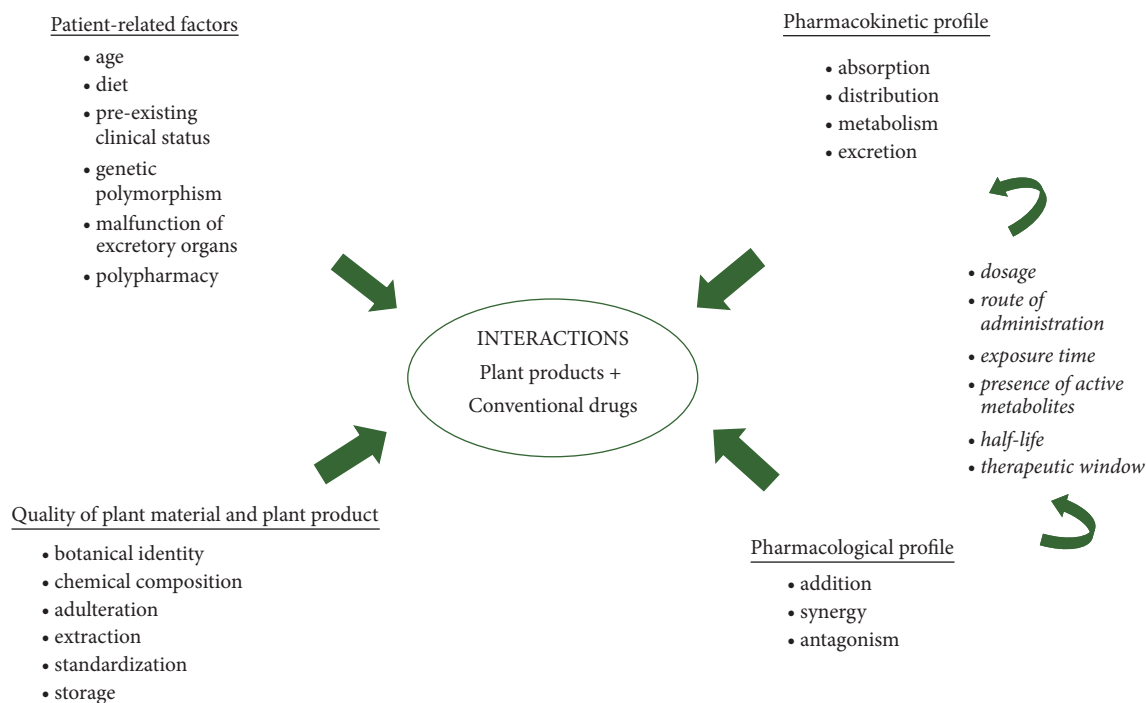 Patient-related factors
• age
• diet
• pre-existing
clinical status
• genetic
polymorphism
• malfunction of
excretory organs
• polypharmacy
Pharmacokinetic profile
• absorption
• distribution
• metabolism
• excretion
• dosage
• route of
administration
• exposure time
• presence of active
metabolites
• half-life
• therapeutic window
INTERACTIONS
Plant products +
Conventional drugs
Quality of plant material and plant product
• botanical identity
• chemical composition
• adulteration
• extraction
• standardization
• storage
Pharmacological profile
• addition
• synergy
• antagonism